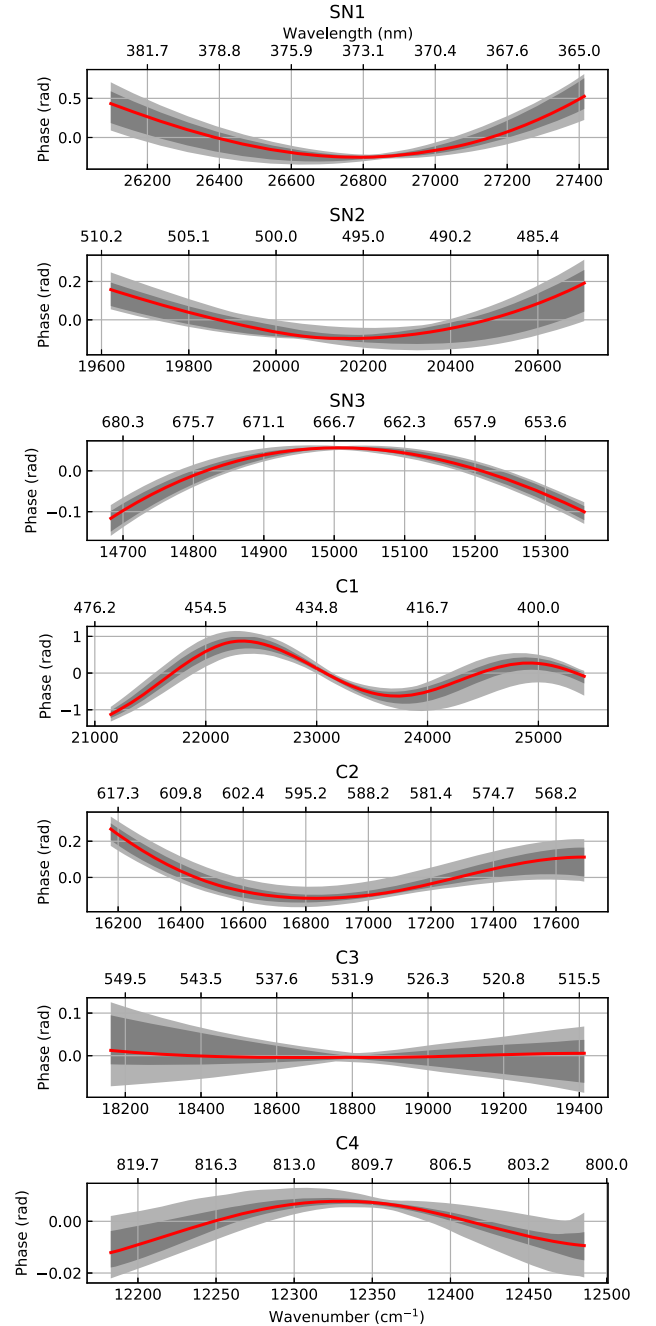 SN1
Wavelength (nm)
381.7 378.8 375.9 373.1 370.4 367.6 365.0
Phase (rad)
0.5
0.0
26200 26400 26600 26800 27000 27200 27400
SN2
510.2 505.1 500.0 495.0 490.2 485.4
Phase (rad)
0.2
0.0
19600 19800 20000 20200 20400 20600
SN3
680.3 675.7 671.1 666.7 662.3 657.9 653.6
Phase (rad)
0.0
−0.1
14700 14800 14900 15000 15100 15200 15300
C1
476.2 454.5 434.8 416.7 400.0
Phase (rad)
1
0
−1
21000 22000 23000 24000 25000
C2
617.3 609.8 602.4 595.2 588.2 581.4 574.7 568.2
Phase (rad)
0.2
0.0
16200 16400 16600 16800 17000 17200 17400 17600
C3
549.5 543.5 537.6 531.9 526.3 520.8 515.5
Phase (rad)
0.1
0.0
18200 18400 18600 18800 19000 19200 19400
C4
819.7 816.3 813.0 809.7 806.5 803.2 800.0
Phase (rad)
0.00
−0.02
12200 12250 12300 12350 12400 12450 12500
Wavenumber (cm⁻¹)